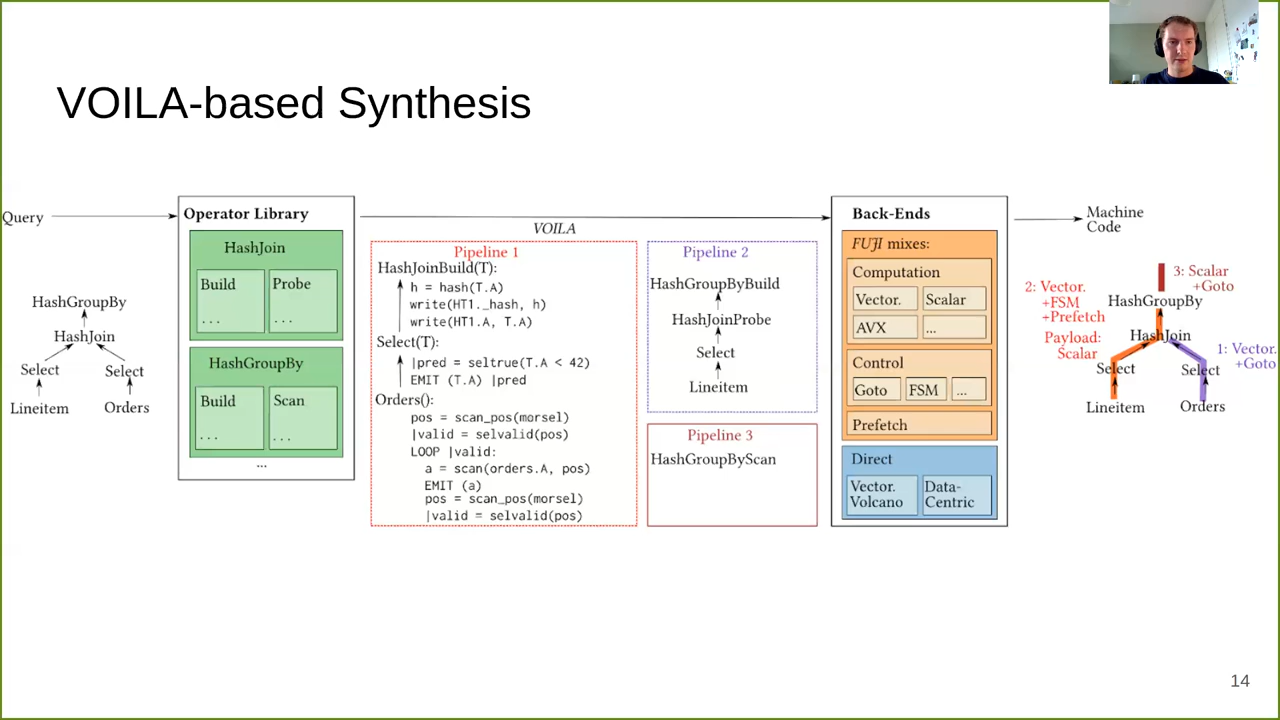 VOILA-based Synthesis
Query
HashGroupBy
HashJoin
Select
Select
Lineitem
Orders
Operator Library
HashJoin
Build
Probe
...
...
HashGroupBy
Build
Scan
...
...
...
VOILA
Pipeline 1
HashJoinBuild(T):
h = hash(T.A)
write(HT1._hash, h)
write(HT1.A, T.A)
Select(T):
|pred = seltrue(T.A < 42)
EMIT (T.A) |pred
Orders():
pos = scan_pos(morsel)
|valid = selvalid(pos)
LOOP |valid:
a = scan(orders.A, pos)
EMIT (a)
pos = scan_pos(morsel)
|valid = selvalid(pos)
Pipeline 2
HashGroupByBuild
HashJoinProbe
Select
Lineitem
Pipeline 3
HashGroupByScan
Back-Ends
FUJI mixes:
Computation
Vector.
Scalar
AVX
...
Control
Goto
FSM
...
Prefetch
Direct
Vector.
Volcano
Data-
Centric
Machine
Code
3: Scalar
+Goto
2: Vector.
+FSM
+Prefetch
Payload:
Scalar
HashGroupBy
HashJoin
1: Vector.
+Goto
Select
Select
Lineitem
Orders
14